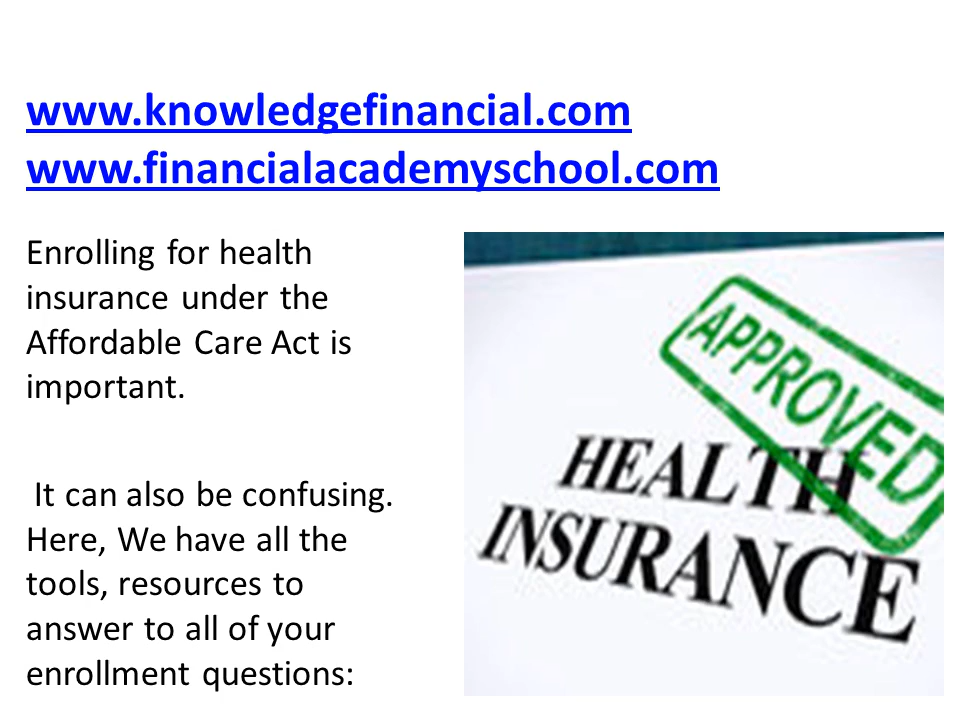 www.knowledgefinancial.com
www.financialacademyschool.com
Enrolling for health
insurance under the
Affordable Care Act is
important.
It can also be confusing.
Here, We have all the
tools, resources to
answer to all of your
enrollment questions:
APPROVED
HEALTH
INSURANCE